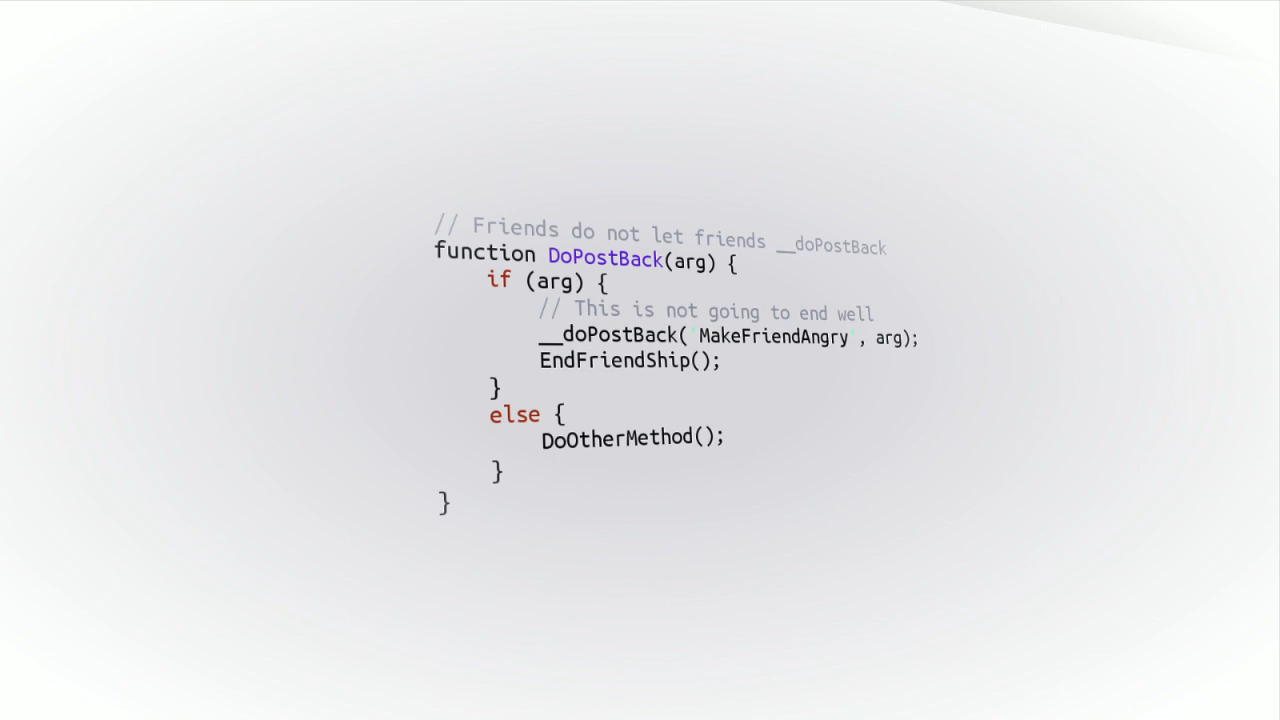 // Friends do not let friends __doPostBack
function DoPostBack(arg) {
if (arg) {
// This is not going to end well
__doPostBack('MakeFriendAngry', arg);
EndFriendShip();
}
else {
DoOtherMethod();
}
}